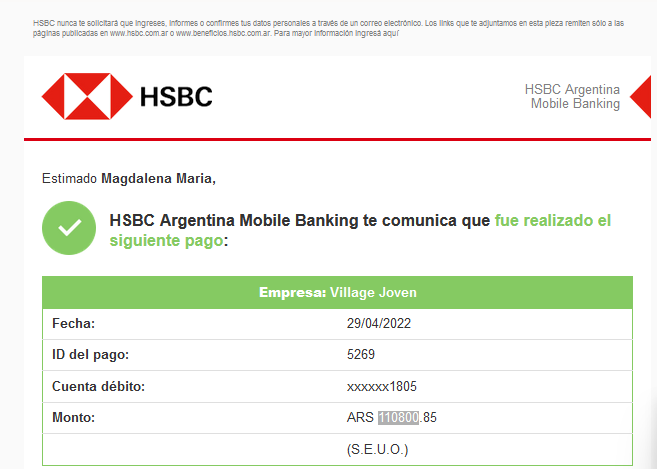 HSBC nunca te solicitará que ingreses, informes o confirmes tus datos personales a través de un correo electrónico. Los links que te adjuntamos en esta pieza remiten sólo a las
páginas publicadas en www.hsbc.com.ar o www.beneficios.hsbc.com.ar. Para mayor información ingresá aquí
HSBC
HSBC Argentina
Mobile Banking
Estimado Magdalena Maria,
HSBC Argentina Mobile Banking te comunica que fue realizado el
siguiente pago:
Empresa: Village Joven
Fecha: 29/04/2022
ID del pago: 5269
Cuenta débito: xxxxxx1805
Monto: ARS 110800.85
(S.E.U.O.)